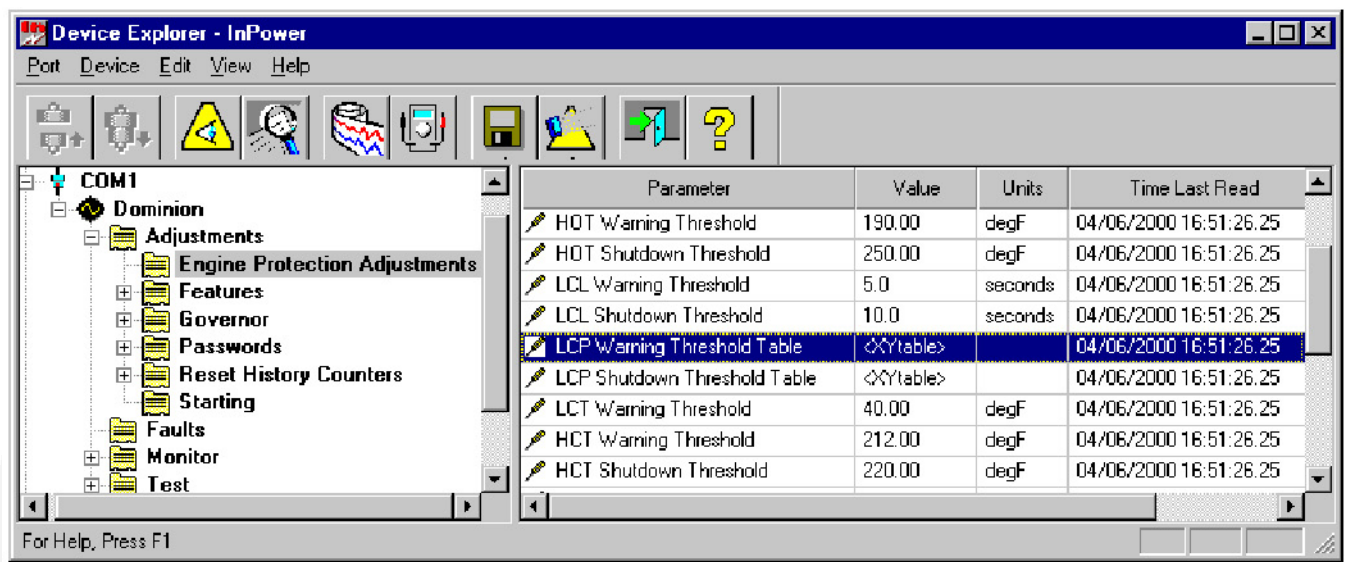 Device Explorer - InPower
Port Device Edit View Help
COM1
Dominion
Adjustments
Engine Protection Adjustments
Features
Governor
Passwords
Reset History Counters
Starting
Faults
Monitor
Test
Parameter Value Units Time Last Read
HOT Warning Threshold 190.00 degF 04/06/2000 16:51:26.25
HOT Shutdown Threshold 250.00 degF 04/06/2000 16:51:26.25
LCL Warning Threshold 5.0 seconds 04/06/2000 16:51:26.25
LCL Shutdown Threshold 10.0 seconds 04/06/2000 16:51:26.25
LCP Warning Threshold Table <XYtable> 04/06/2000 16:51:26.25
LCP Shutdown Threshold Table <XYtable> 04/06/2000 16:51:26.25
LCT Warning Threshold 40.00 degF 04/06/2000 16:51:26.25
HCT Warning Threshold 212.00 degF 04/06/2000 16:51:26.25
HCT Shutdown Threshold 220.00 degF 04/06/2000 16:51:26.25
For Help, Press F1